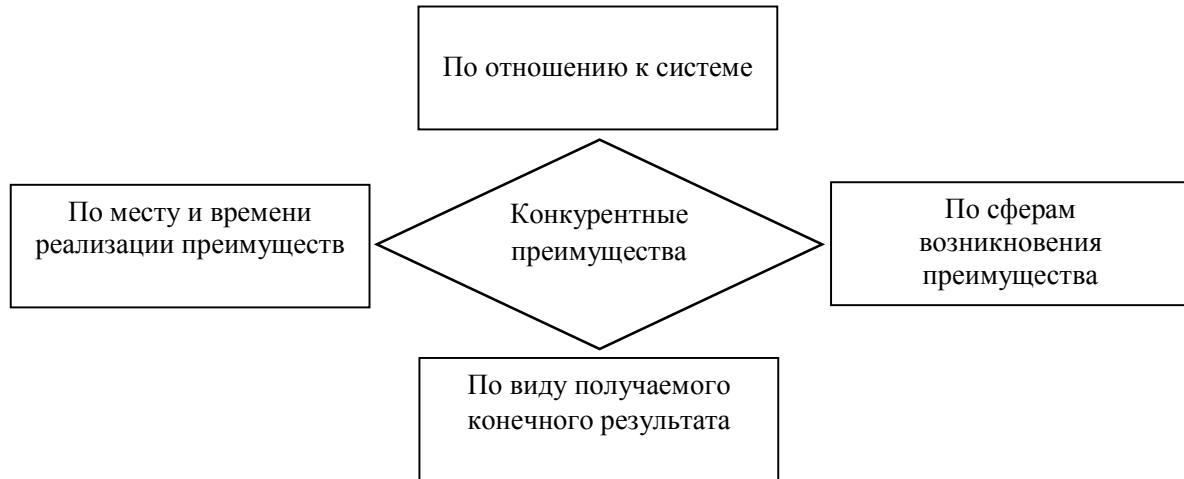 По отношению к системе
По месту и времени
реализации преимуществ
Конкурентные
преимущества
По сферам
возникновения
преимущества
По виду получаемого
конечного результата